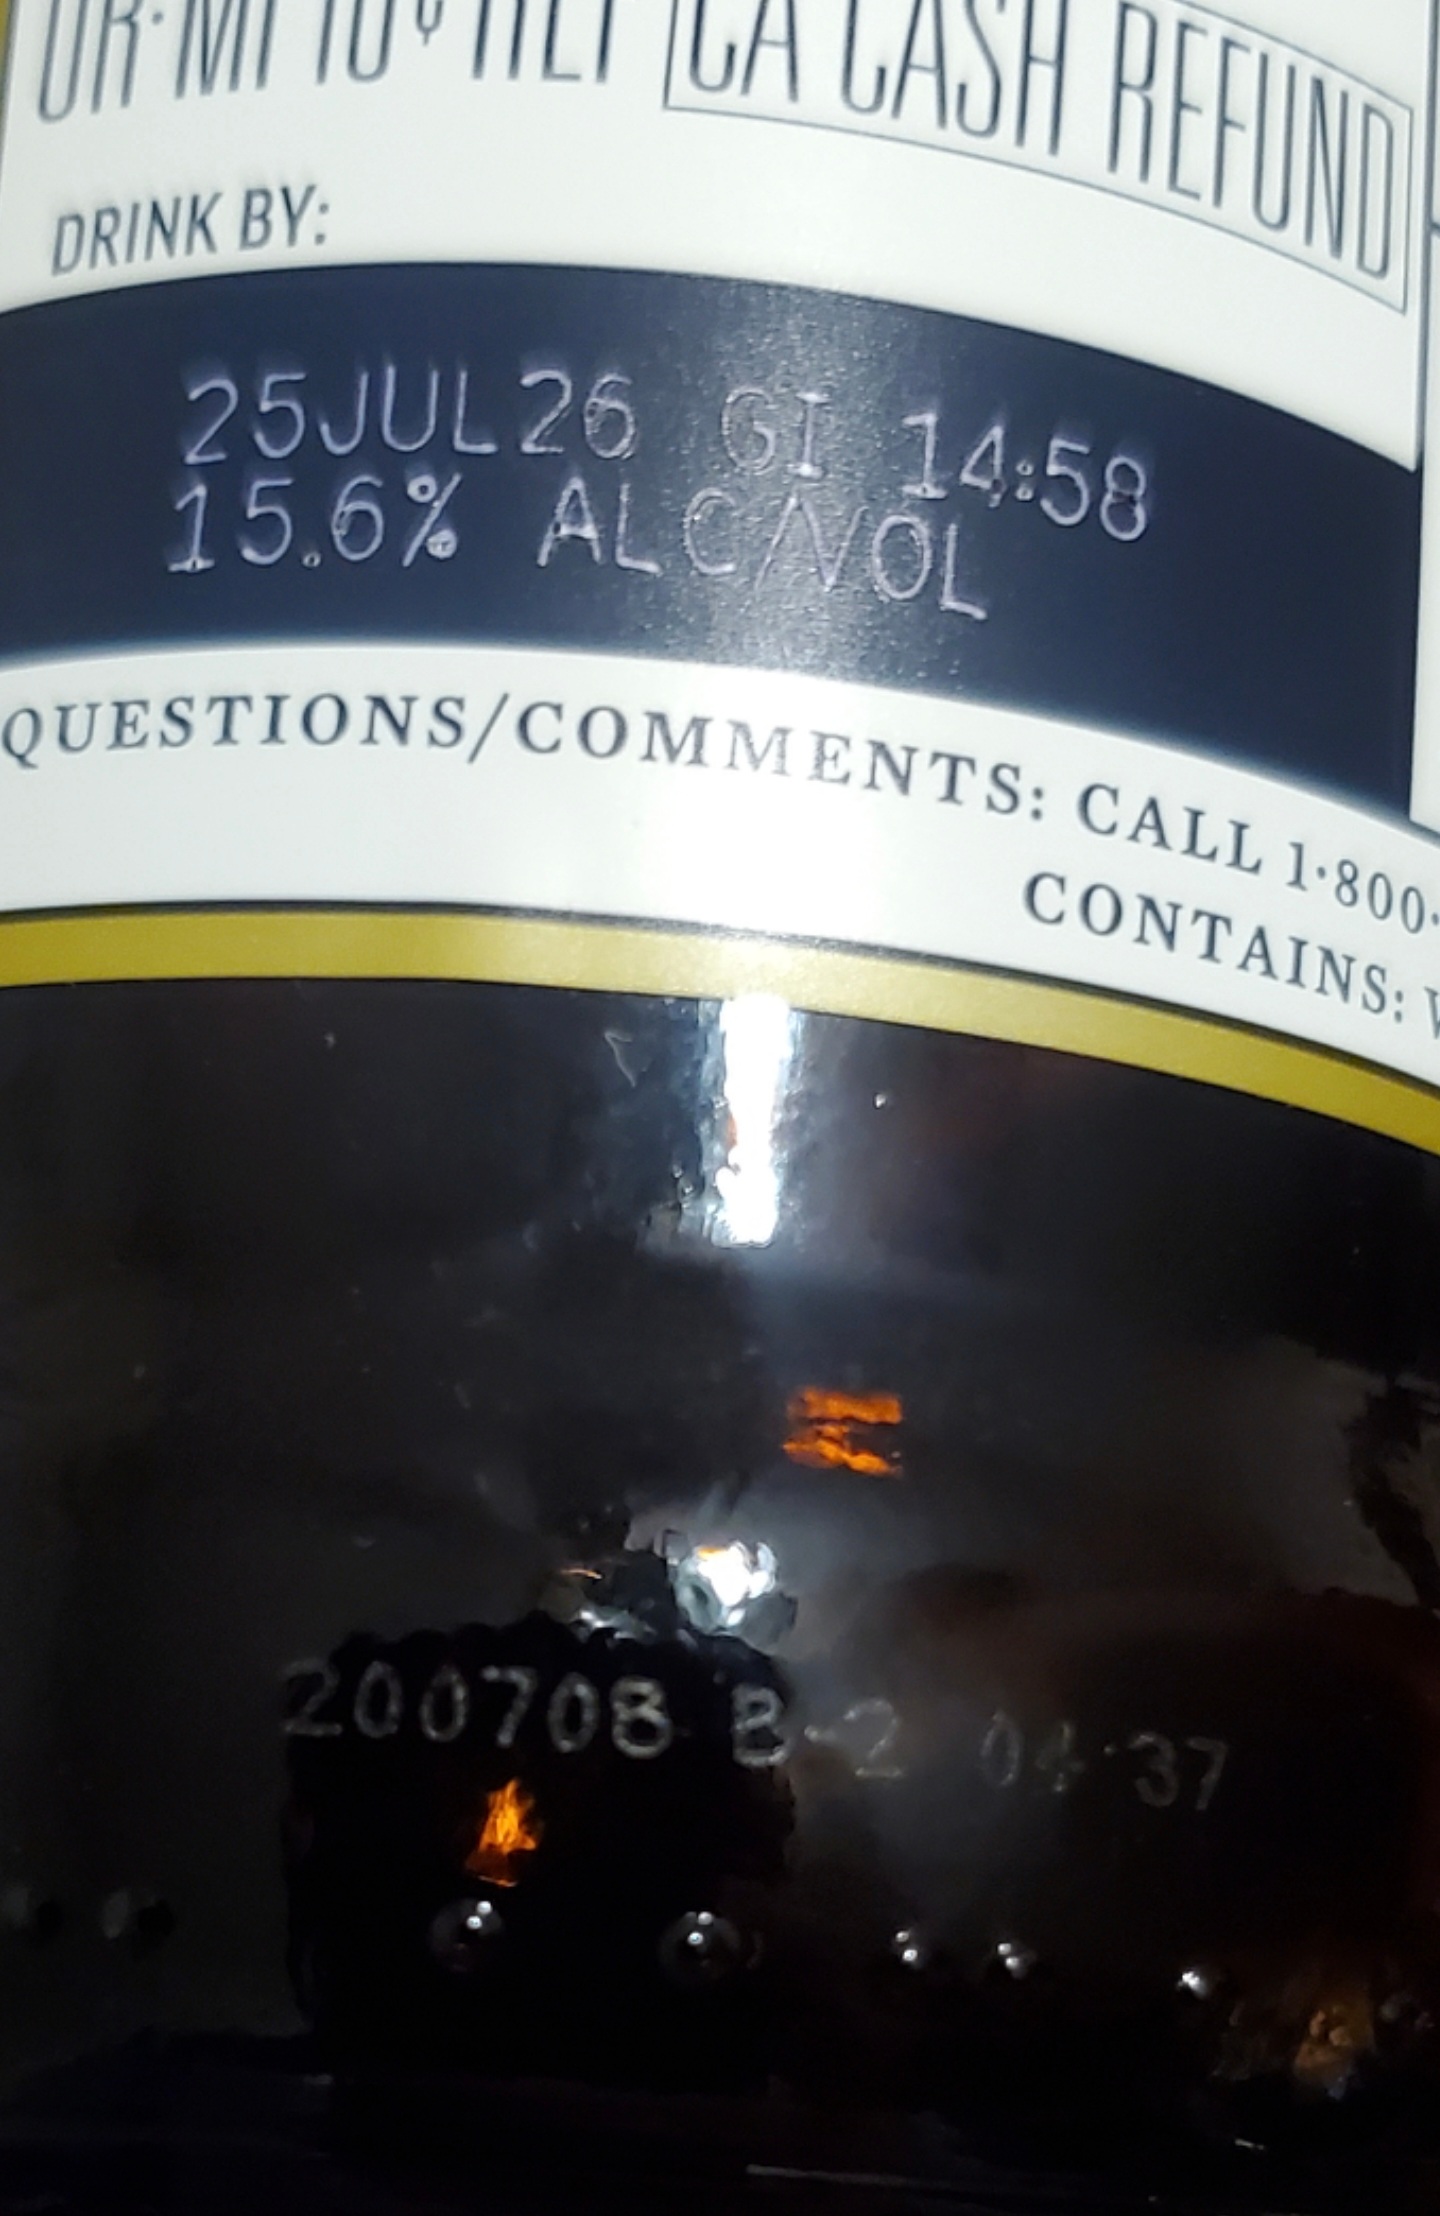 CA CASH REFUND
DRINK BY:
25JUL26 GI 14:58
15.6% ALC/VOL
QUESTIONS/COMMENTS: CALL 1·800·
CONTAINS:
200708 B-2 04:37